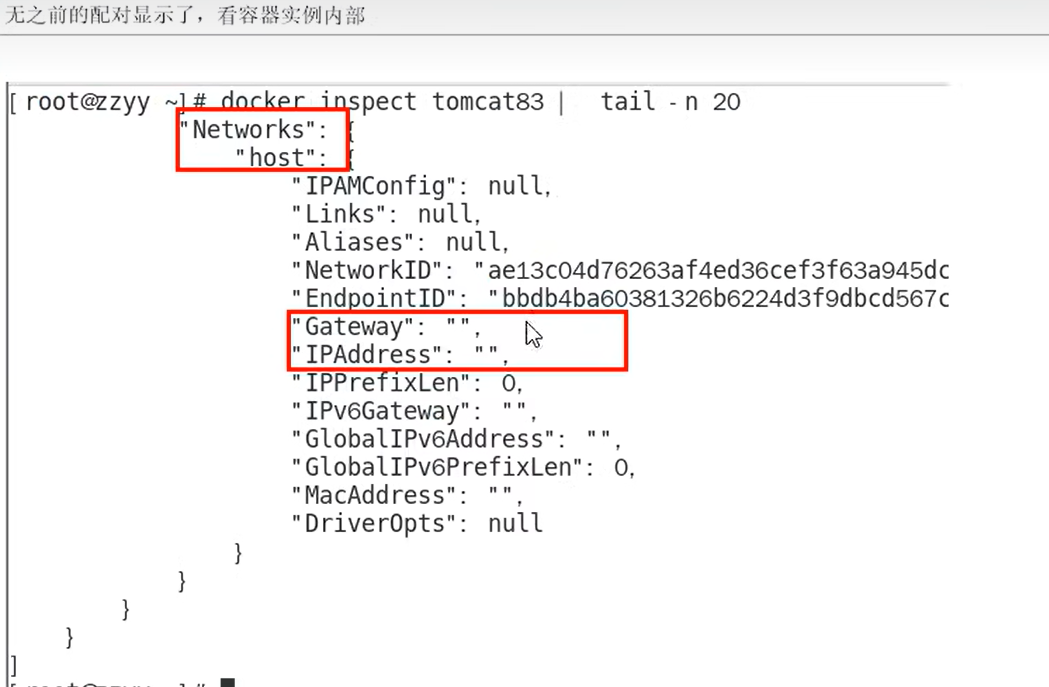 无之前的配对显示了，看容器实例内部
[ root@zzyy ~]# docker inspect tomcat83 |  tail -n 20
"Networks": {
"host": {
"IPAMConfig": null,
"Links": null,
"Aliases": null,
"NetworkID": "ae13c04d76263af4ed36cef3f63a945dc
"EndpointID": "bbdb4ba60381326b6224d3f9dbcd567c
"Gateway": "",
"IPAddress": "",
"IPPrefixLen": 0,
"IPv6Gateway": "",
"GlobalIPv6Address": "",
"GlobalIPv6PrefixLen": 0,
"MacAddress": "",
"DriverOpts": null
}
}
}
}
]
[ root@zzyy ~]#